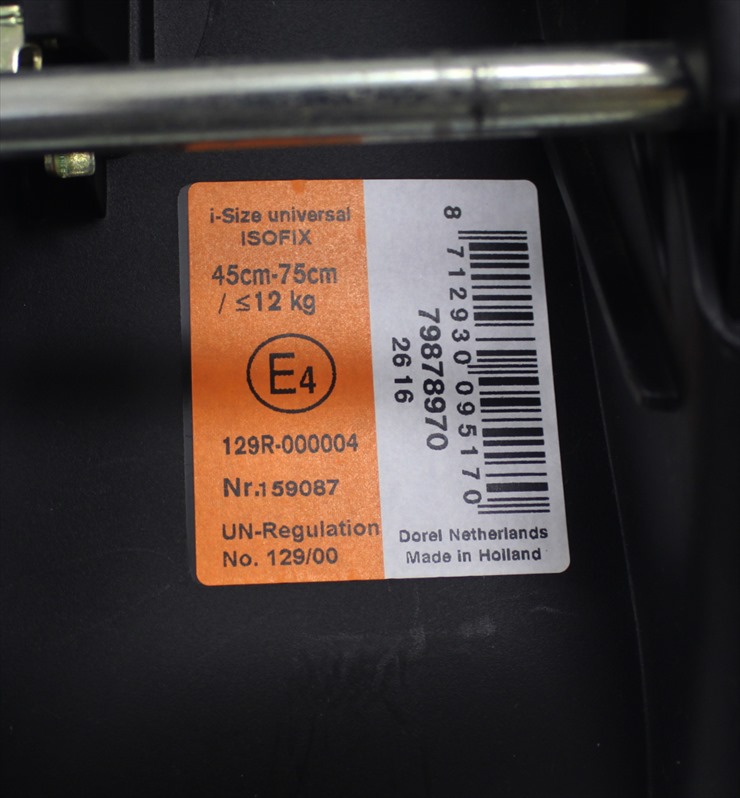 i-Size universal
ISOFIX
45cm-75cm
/ ≤12 kg
E4
129R-000004
Nr.159087
UN-Regulation
No. 129/00
8 712930 095170
79878970
2616
Dorel Netherlands
Made in Holland